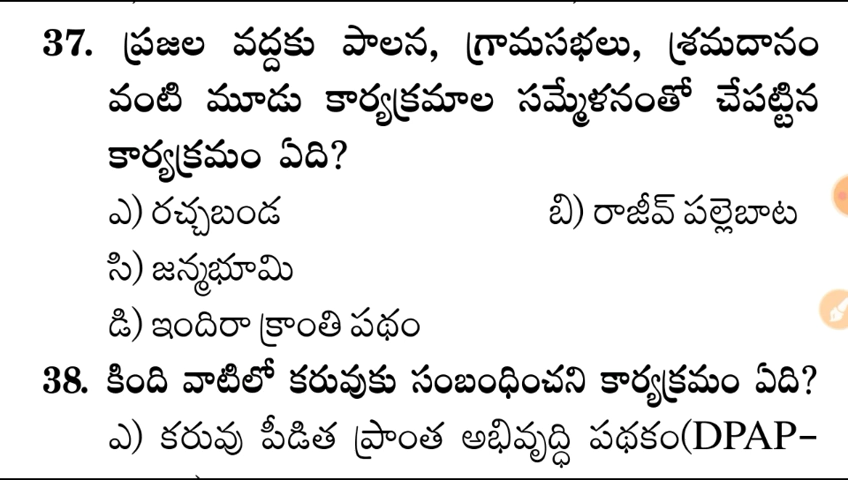 37. ప్రజల వద్దకు పాలన, గ్రామసభలు, శ్రమదానం
వంటి మూడు కార్యక్రమాల సమ్మేళనంతో చేపట్టిన
కార్యక్రమం ఏది?
ఎ) రచ్చబండ బి) రాజీవ్ పల్లెబాట
సి) జన్మభూమి
డి) ఇందిరా క్రాంతి పథం
38. కింది వాటిలో కరువుకు సంబంధించని కార్యక్రమం ఏది?
ఎ) కరువు పీడిత ప్రాంత అభివృద్ధి పథకం(DPAP-